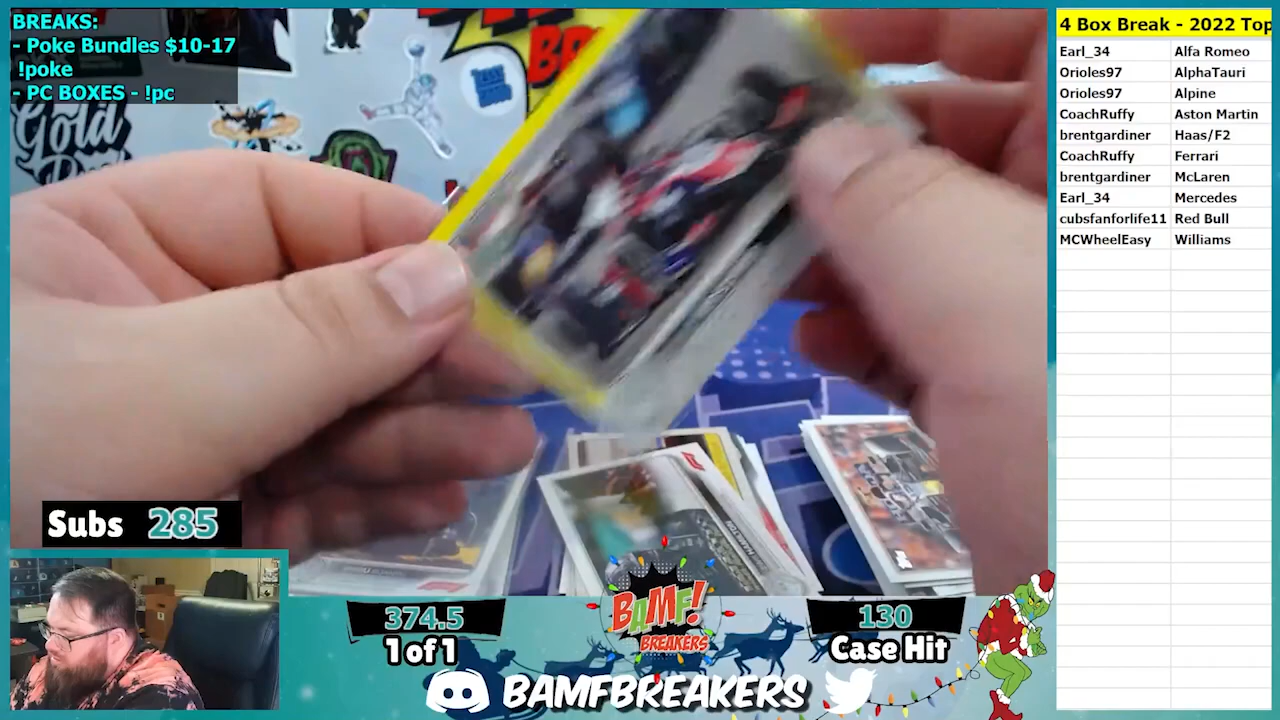 BREAKS:
- Poke Bundles $10-17
!poke
- PC BOXES - !pc
Gold
BR
4 Box Break - 2022 Top
Earl_34 Alfa Romeo
Orioles97 AlphaTauri
Orioles97 Alpine
CoachRuffy Aston Martin
brentgardiner Haas/F2
CoachRuffy Ferrari
brentgardiner McLaren
Earl_34 Mercedes
cubsfanforlife11 Red Bull
MCWheelEasy Williams
Subs 285
374.5
1 of 1
BAMF!
BREAKERS
130
Case Hit
BAMFBREAKERS